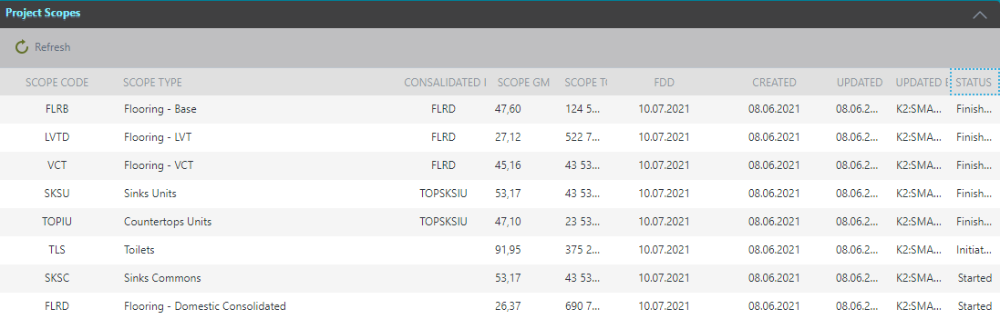 Project Scopes
Refresh
SCOPE CODE SCOPE TYPE CONSALIDATED I SCOPE GM SCOPE TO FDD CREATED UPDATED UPDATED B STATUS
FLRB Flooring - Base FLRD 47,60 124 5... 10.07.2021 08.06.2021 08.06.2... K2:SMA... Finish...
LVTD Flooring - LVT FLRD 27,12 522 7... 10.07.2021 08.06.2021 08.06.2... K2:SMA... Finish...
VCT Flooring - VCT FLRD 45,16 43 53... 10.07.2021 08.06.2021 08.06.2... K2:SMA... Finish...
SKSU Sinks Units TOPSKSIU 53,17 43 53... 10.07.2021 08.06.2021 08.06.2... K2:SMA... Finish...
TOPIU Countertops Units TOPSKSIU 47,10 23 53... 10.07.2021 08.06.2021 08.06.2... K2:SMA... Finish...
TLS Toilets 91,95 375 2... 10.07.2021 08.06.2021 08.06.2... K2:SMA... Initiat...
SKSC Sinks Commons 53,17 43 53... 10.07.2021 08.06.2021 08.06.2... K2:SMA... Started
FLRD Flooring - Domestic Consolidated 26,37 690 7... 10.07.2021 08.06.2021 08.06.2... K2:SMA... Started